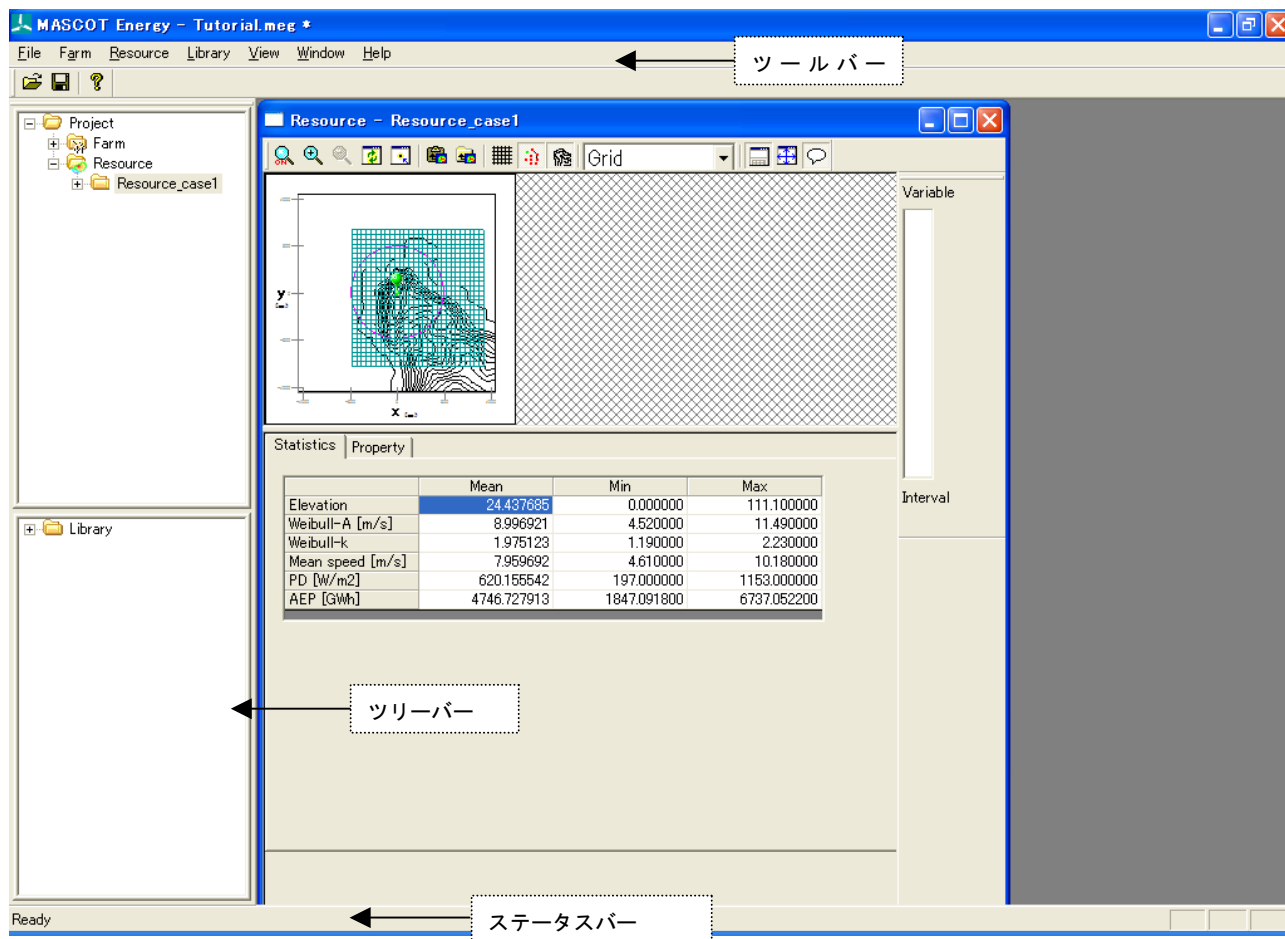 MASCOT Energy - Tutorial.meg *
File Farm Resource Library View Window Help
ツールバー
Project
Farm
Resource
Resource_case1
Resource - Resource_case1
Grid
Variable
y
x
Interval
Statistics Property
Mean Min Max
Elevation 24.437685 0.000000 111.100000
Weibull-A [m/s] 8.996921 4.520000 11.490000
Weibull-k 1.975123 1.190000 2.230000
Mean speed [m/s] 7.959692 4.610000 10.180000
PD [W/m2] 620.155542 197.000000 1153.000000
AEP [GWh] 4746.727913 1847.091800 6737.052200
Library
ツリーバー
Ready
ステータスバー